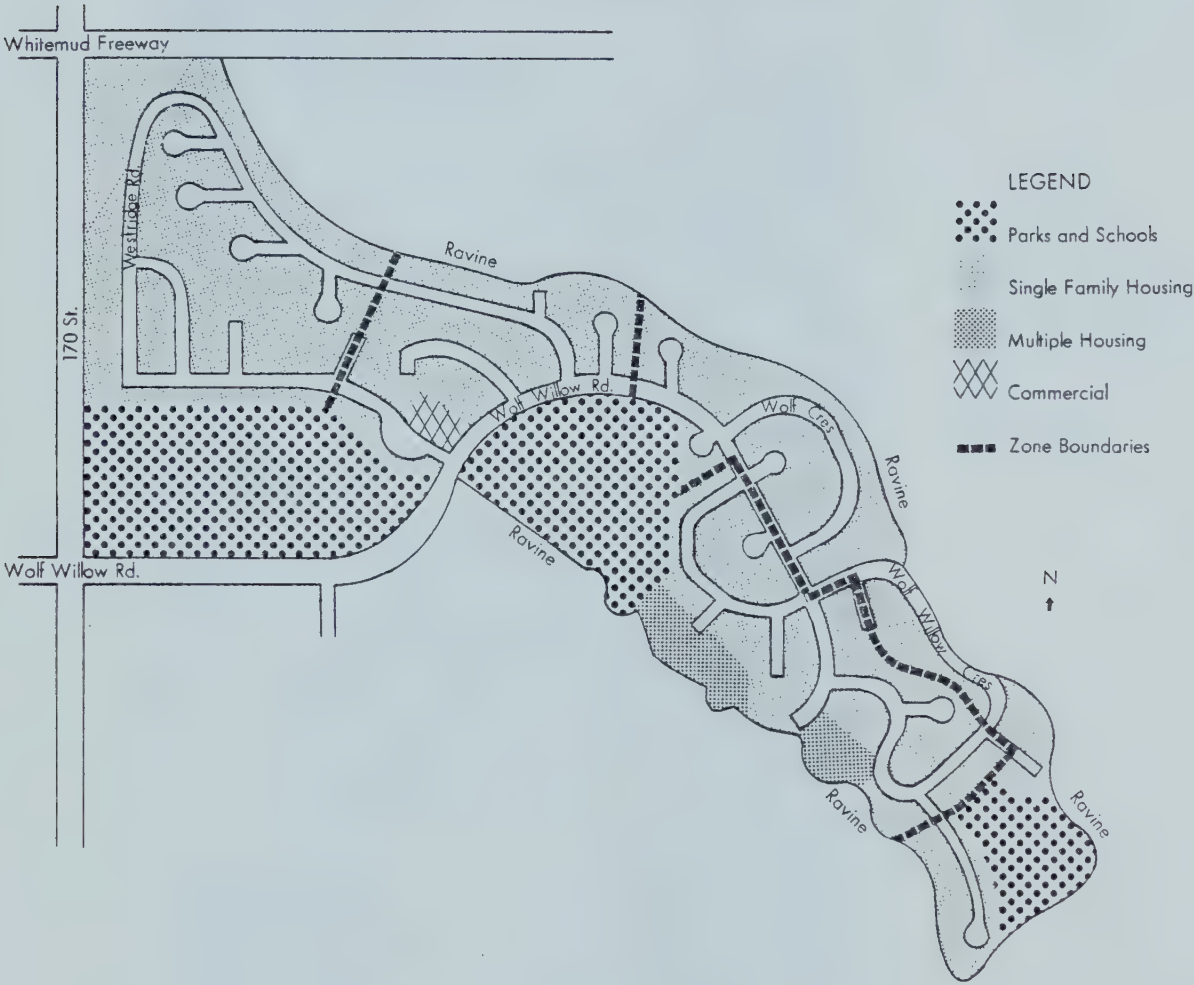 Whitemud Freeway
Westridge Rd.
170 St.
Ravine
Wolf Willow Rd.
Wolf Cres
Ravine
Ravine
Wolf Willow Rd.
Wolf Willow Cres
Ravine
Ravine
LEGEND
Parks and Schools
Single Family Housing
Multiple Housing
Commercial
Zone Boundaries
N